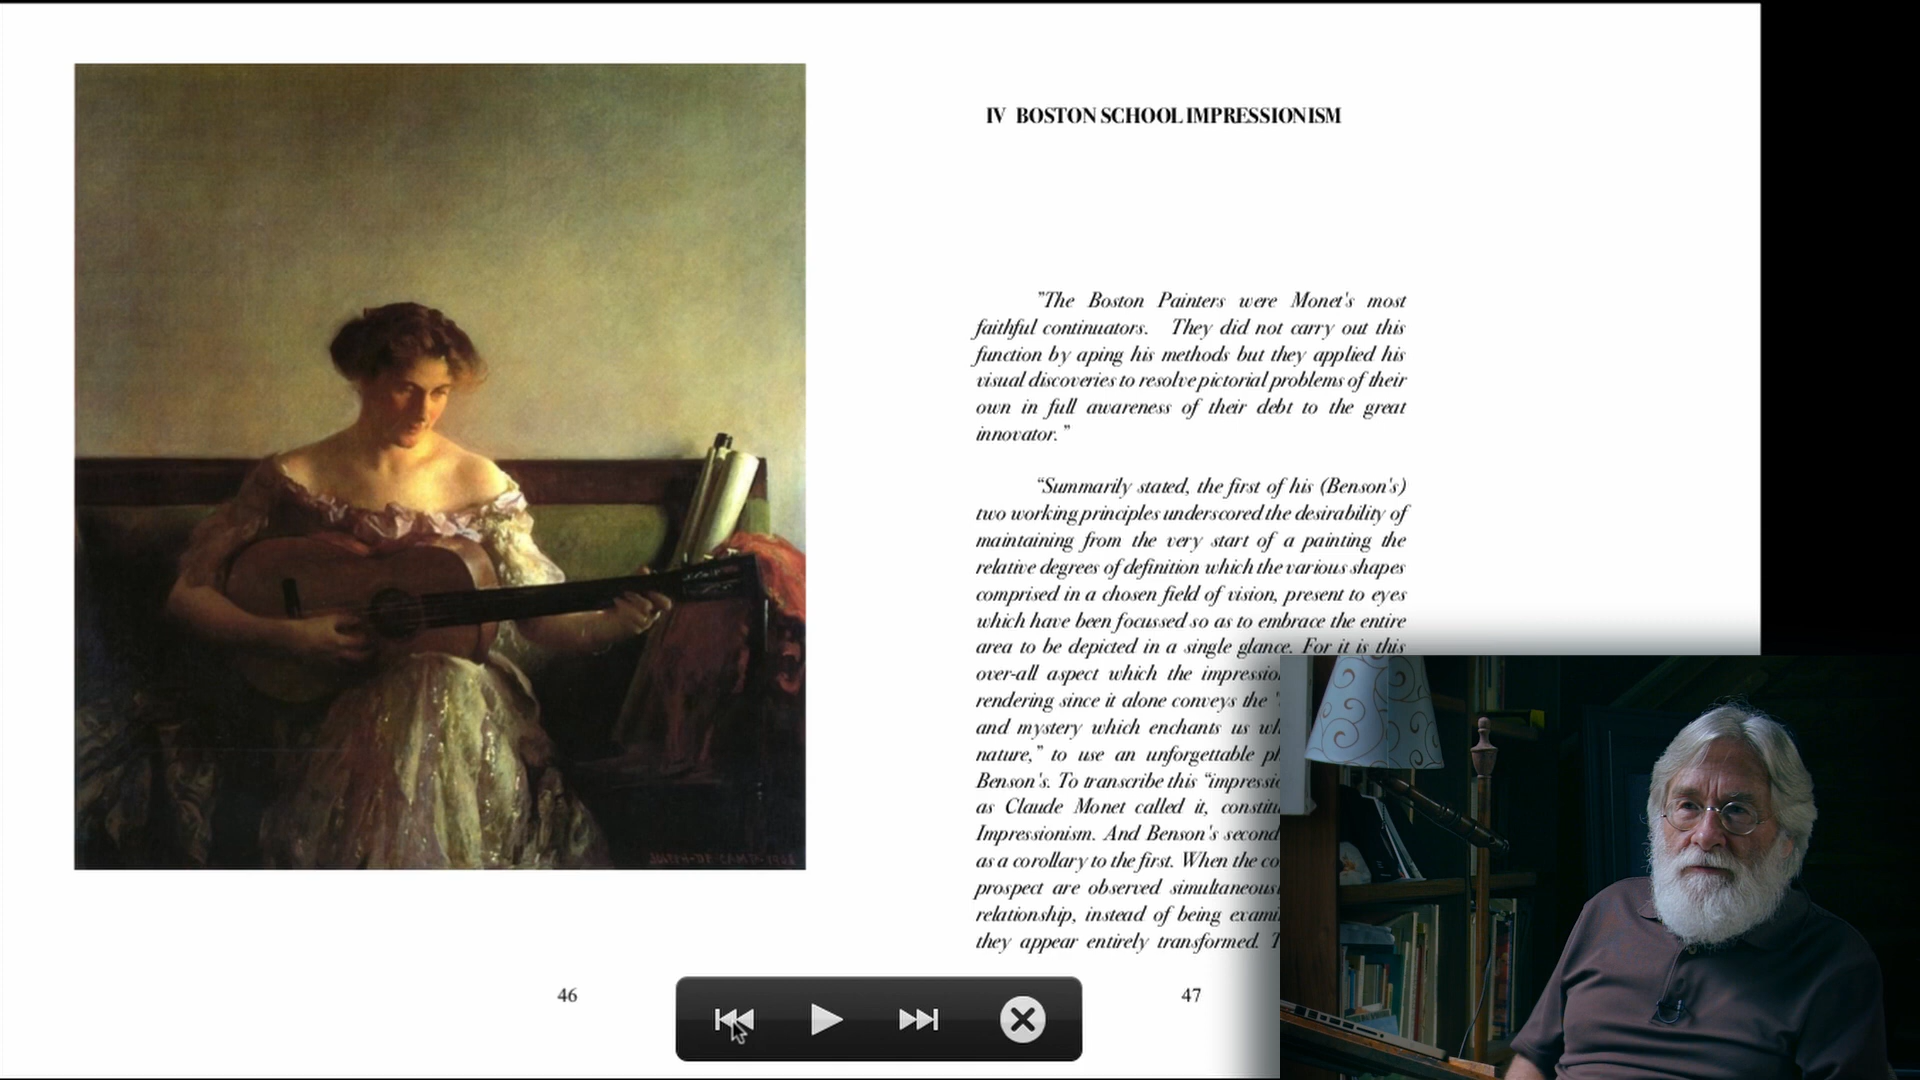 IV BOSTON SCHOOL IMPRESSIONISM
"The Boston Painters were Monet's most
faithful continuators. They did not carry out this
function by aping his methods but they applied his
visual discoveries to resolve pictorial problems of their
own in full awareness of their debt to the great
innovator."
"Summarily stated, the first of his (Benson's)
two working principles underscored the desirability of
maintaining from the very start of a painting the
relative degrees of definition which the various shapes
comprised in a chosen field of vision, present to eyes
which have been focussed so as to embrace the entire
area to be depicted in a single glance. For it is this
over-all aspect which the
rendering since it alone conveys the
and mystery which enchants us
nature," to use an unforgettable
Benson's. To transcribe this
as Claude Monet called it,
Impressionism. And Benson's second
as a corollary to the first. When the
prospect are observed
relationship, instead of being
they appear entirely transformed.
46
47